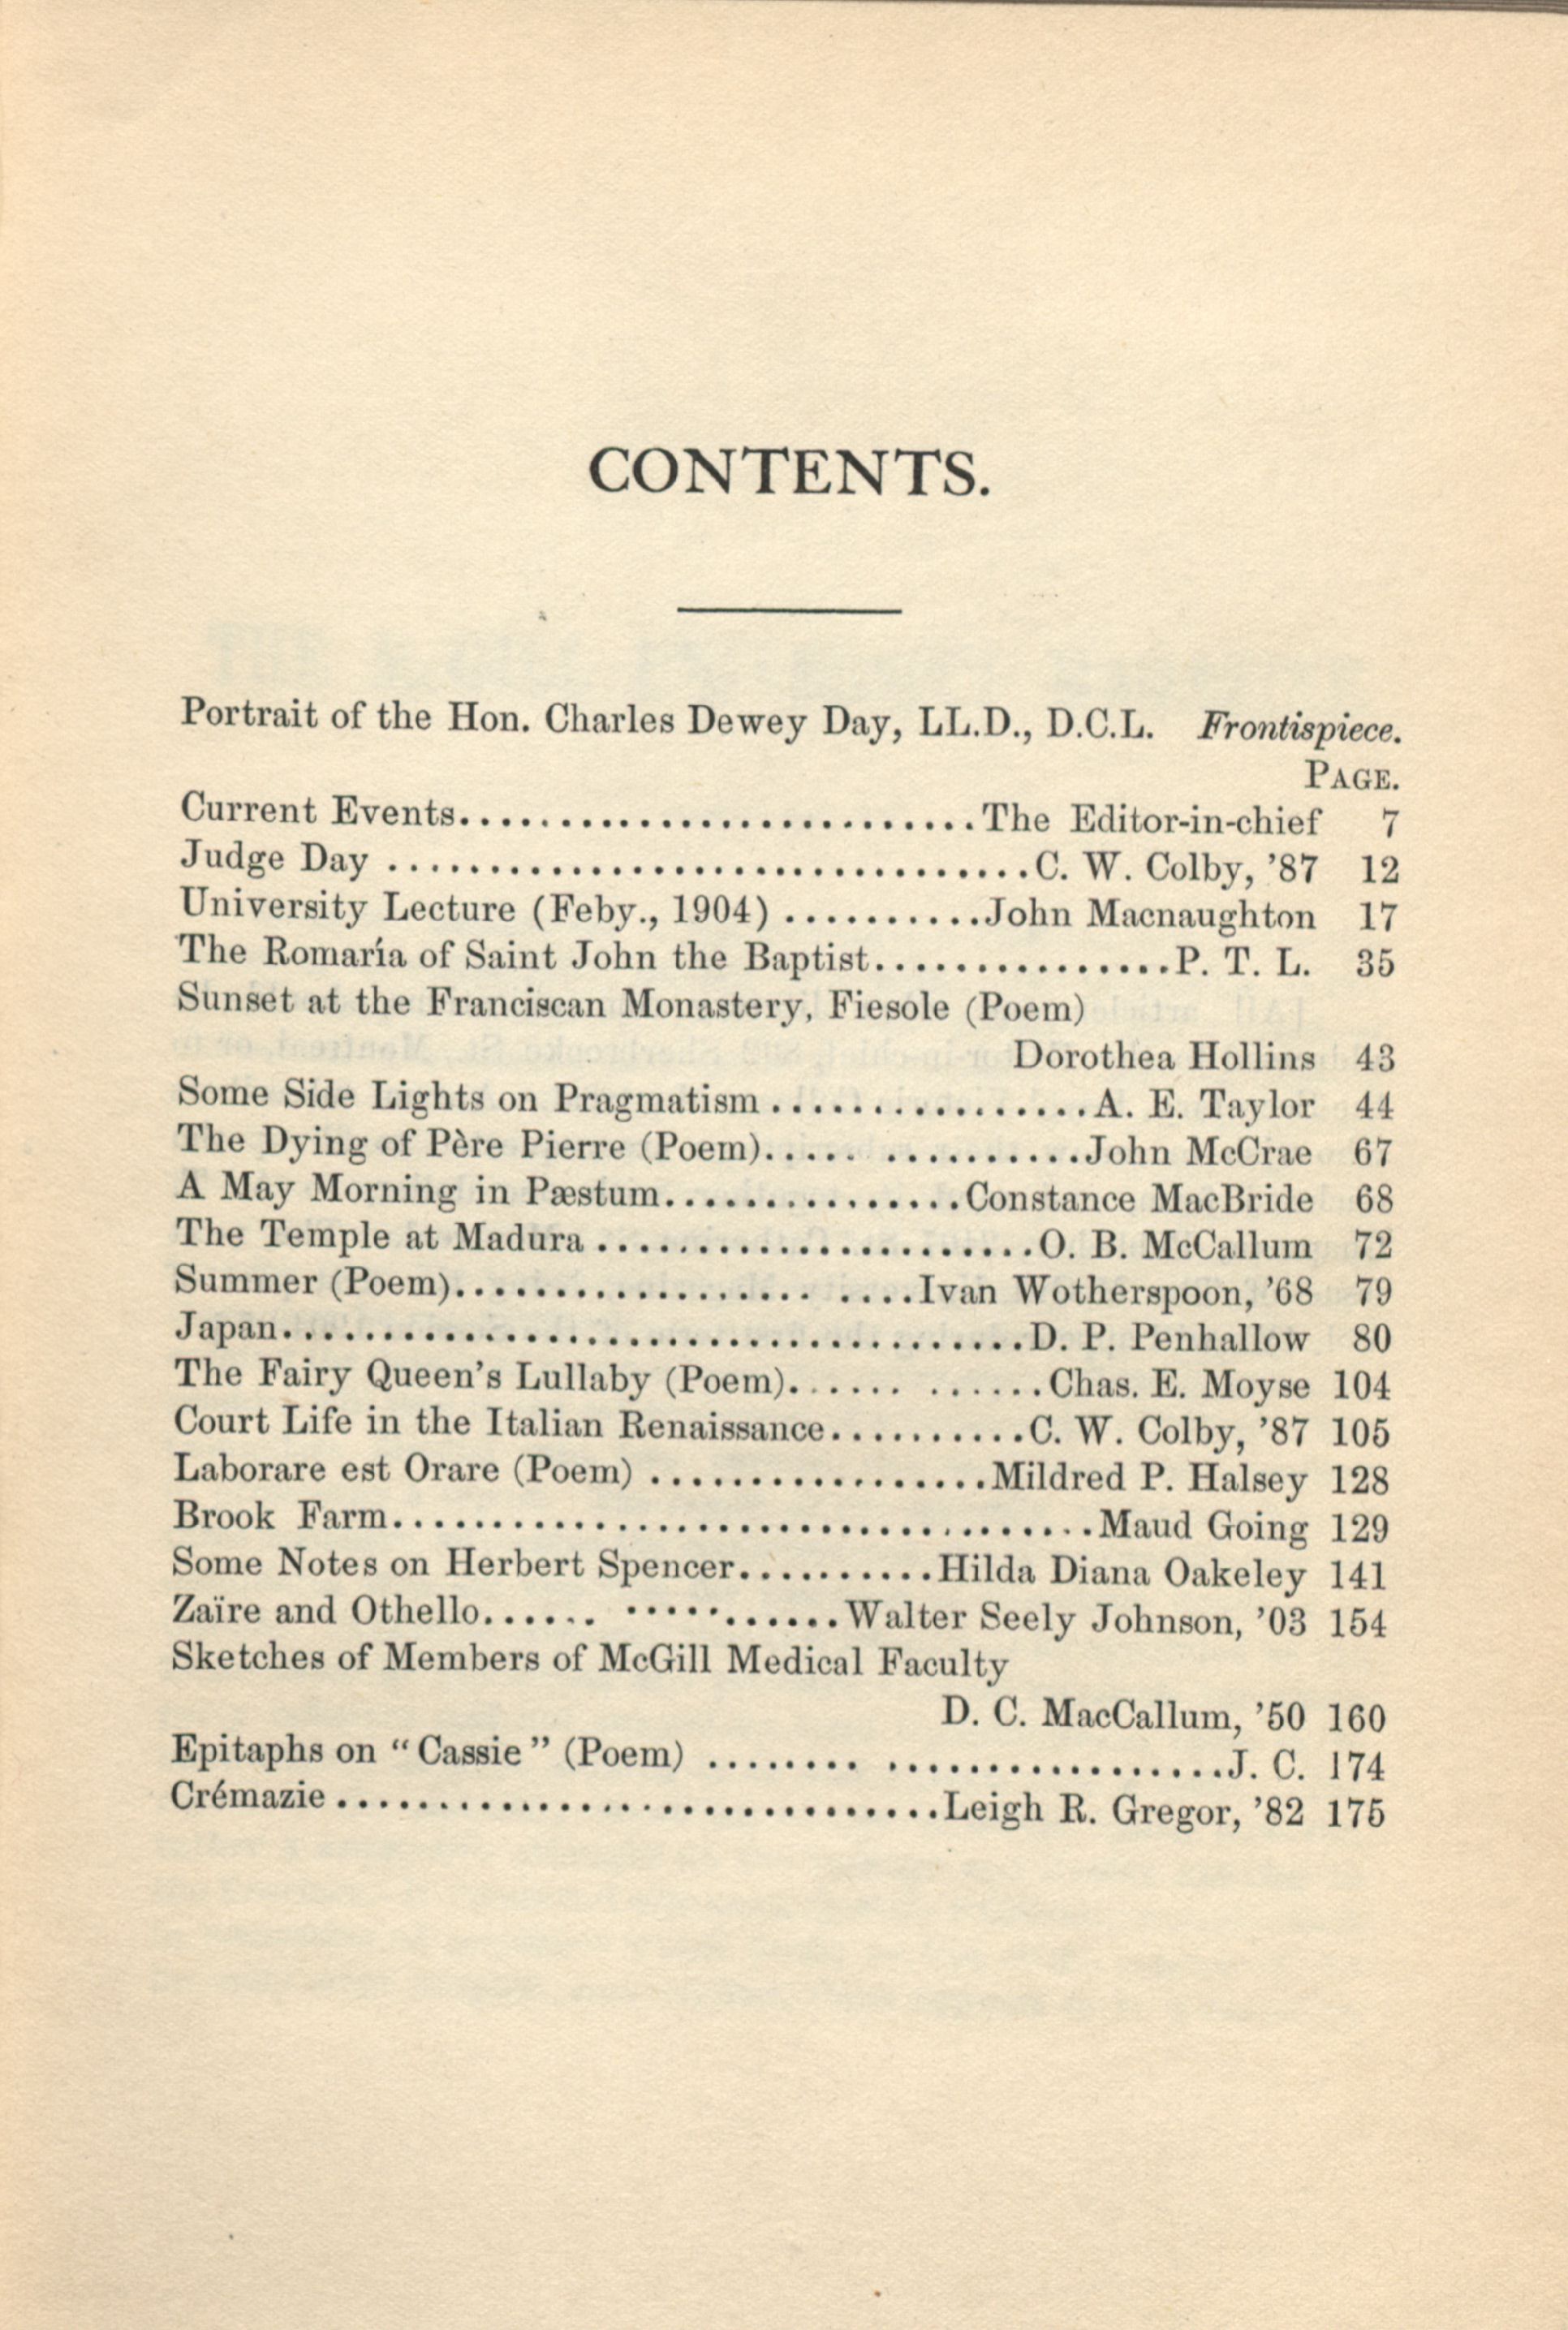 CONTENTS.
Portrait of the Hon. Charles Dewey Day, LL.D., D.C.L. Frontispiece.
PAGE.
Current Events..........................The Editor-in-chief 7
Judge Day ................................C. W. Colby, ’87 12
University Lecture (Feby., 1904) ..........John Macnaughton 17
The Romaría of Saint John the Baptist...............P. T. L. 35
Sunset at the Franciscan Monastery, Fiesole (Poem)
Dorothea Hollins 43
Some Side Lights on Pragmatism ................A. E. Taylor 44
The Dying of Père Pierre (Poem)..... ..........John McCrae 67
A May Morning in Pæstum...............Constance MacBride 68
The Temple at Madura ......................O. B. McCallum 72
Summer (Poem).................. ....Ivan Wotherspoon, ’68 79
Japan.....................................D. P. Penhallow 80
The Fairy Queen’s Lullaby (Poem)...... ......Chas. E. Moyse 104
Court Life in the Italian Renaissance..........C. W. Colby, ’87 105
Laborare est Orare (Poem) .................Mildred P. Halsey 128
Brook Farm...................................Maud Going 129
Some Notes on Herbert Spencer..........Hilda Diana Oakeley 141
Zaïre and Othello...... ...........Walter Seely Johnson, ’03 154
Sketches of Members of McGill Medical Faculty
D. C. MacCallum, ’50 160
Epitaphs on “Cassie” (Poem) ........ .................J. C. 174
Crémazie ..............................Leigh R. Gregor, ’82 175